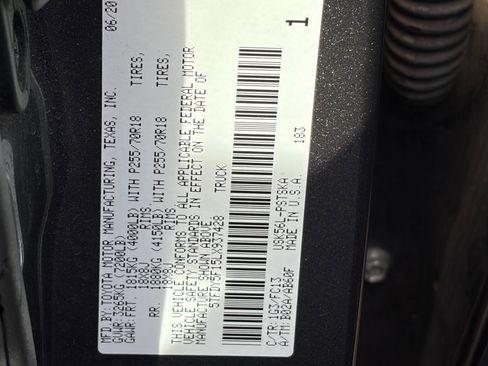 MFD.BY:TOYOTA MOTOR MANUFACTURING, TEXAS, INC. 06/20
GVWR:3265KG(7200LB)
GAWR:FRT. 1815KG (4000LB) WITH P255/70R18 TIRES,
18X8J RIMS
RR. 1880KG (4150LB) WITH P255/70R18 TIRES,
18X8J RIMS
THIS VEHICLE CONFORMS TO ALL APPLICABLE FEDERAL MOTOR
VEHICLE SAFETY STANDARDS IN EFFECT ON THE DATE OF
MANUFACTURE SHOWN ABOVE.
5TFDY5F15LX937428 TRUCK
C/TR:1G3/FC13 USK56L-PSTSKA 183
A/TM:B02A/AB60F MADE IN U.S.A.
1